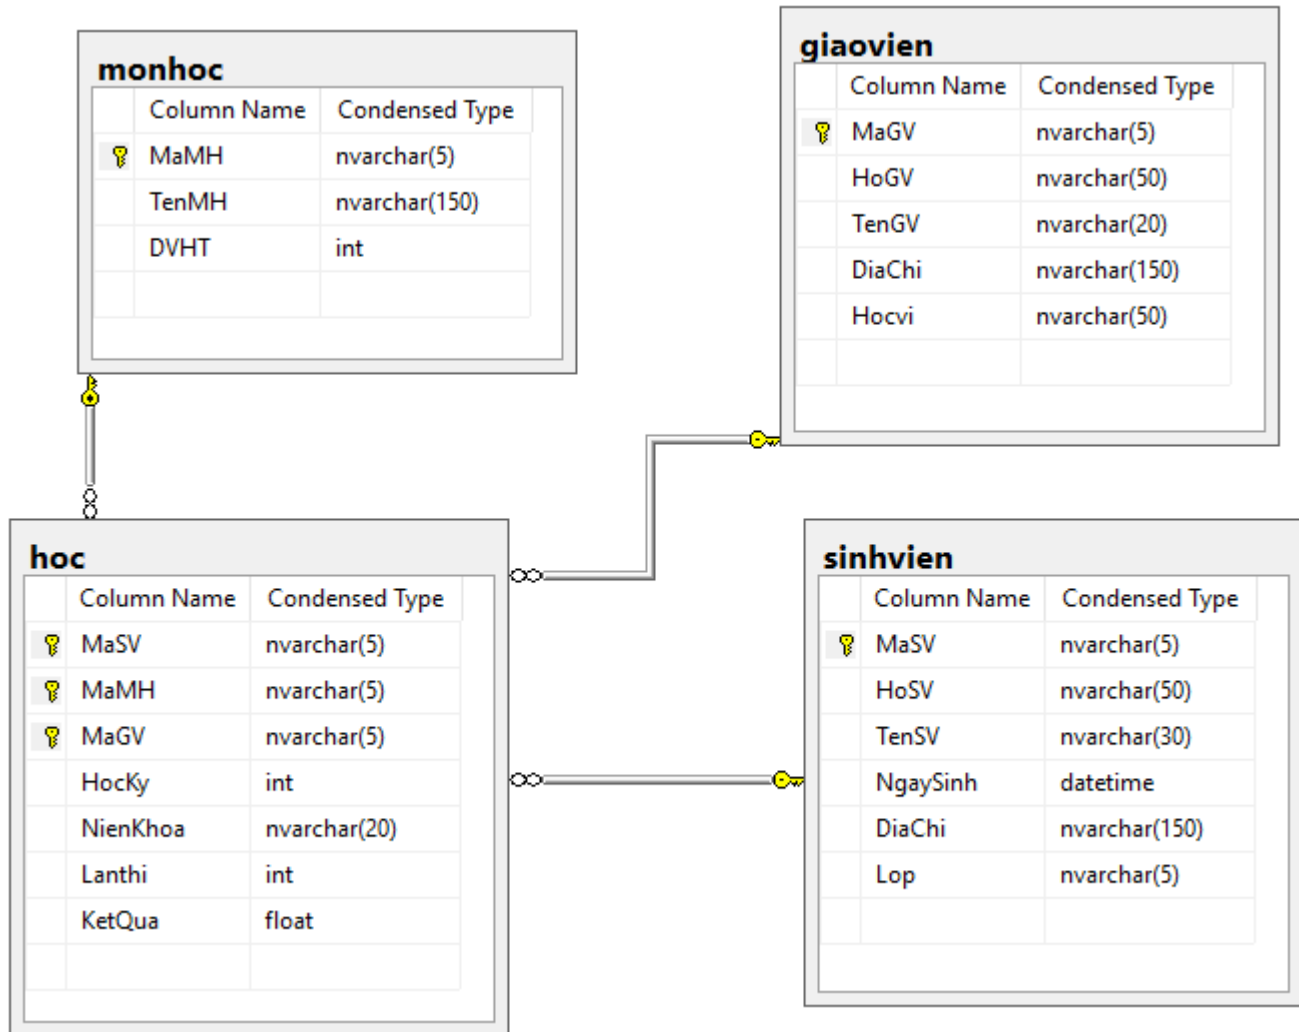 monhoc
Column Name Condensed Type
MaMH nvarchar(5)
TenMH nvarchar(150)
DVHT int
giaovien
Column Name Condensed Type
MaGV nvarchar(5)
HoGV nvarchar(50)
TenGV nvarchar(20)
DiaChi nvarchar(150)
Hocvi nvarchar(50)
hoc
Column Name Condensed Type
MaSV nvarchar(5)
MaMH nvarchar(5)
MaGV nvarchar(5)
HocKy int
NienKhoa nvarchar(20)
Lanthi int
KetQua float
sinhvien
Column Name Condensed Type
MaSV nvarchar(5)
HoSV nvarchar(50)
TenSV nvarchar(30)
NgaySinh datetime
DiaChi nvarchar(150)
Lop nvarchar(5)